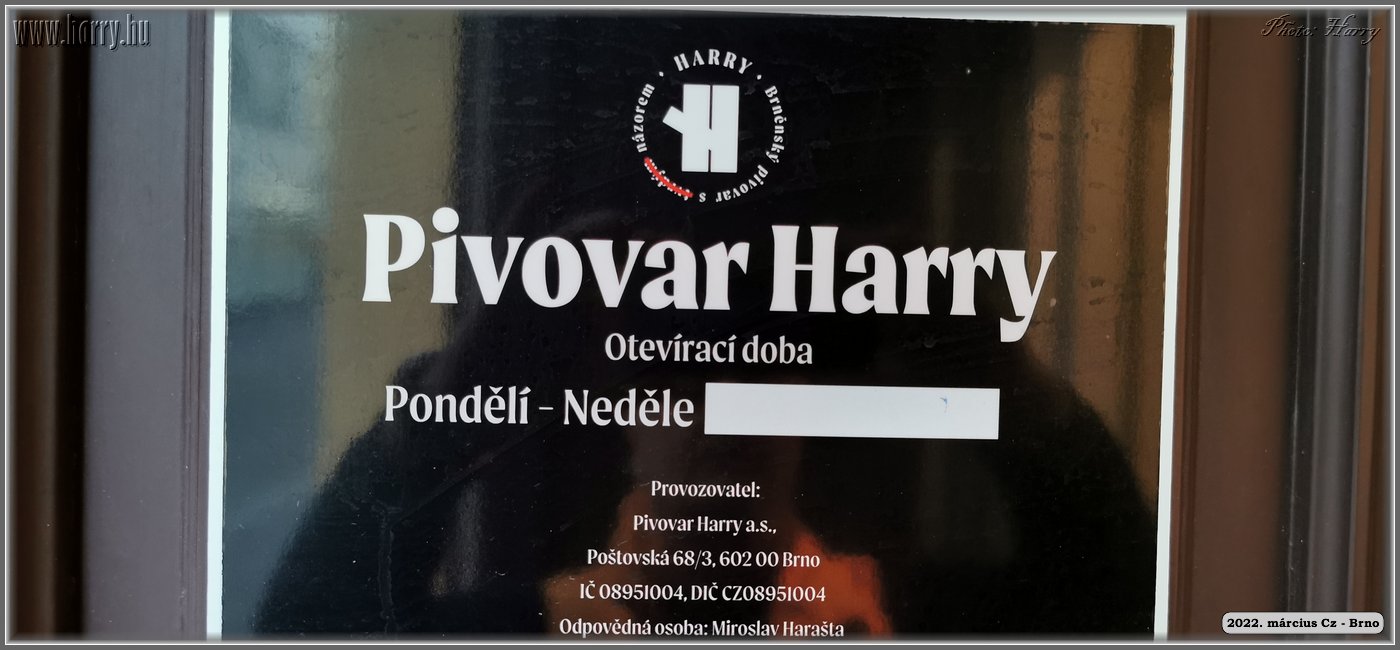 www.horry.hu
Photo: Harry
HARRY · Brněnský pivovar s názorem ·
Pivovar Harry
Otevírací doba
Pondělí - Neděle
Provozovatel:
Pivovar Harry a.s.,
Poštovská 68/3, 602 00 Brno
IČ 08951004, DIČ CZ08951004
Odpovědná osoba: Miroslav Harašta
2022. március Cz - Brno